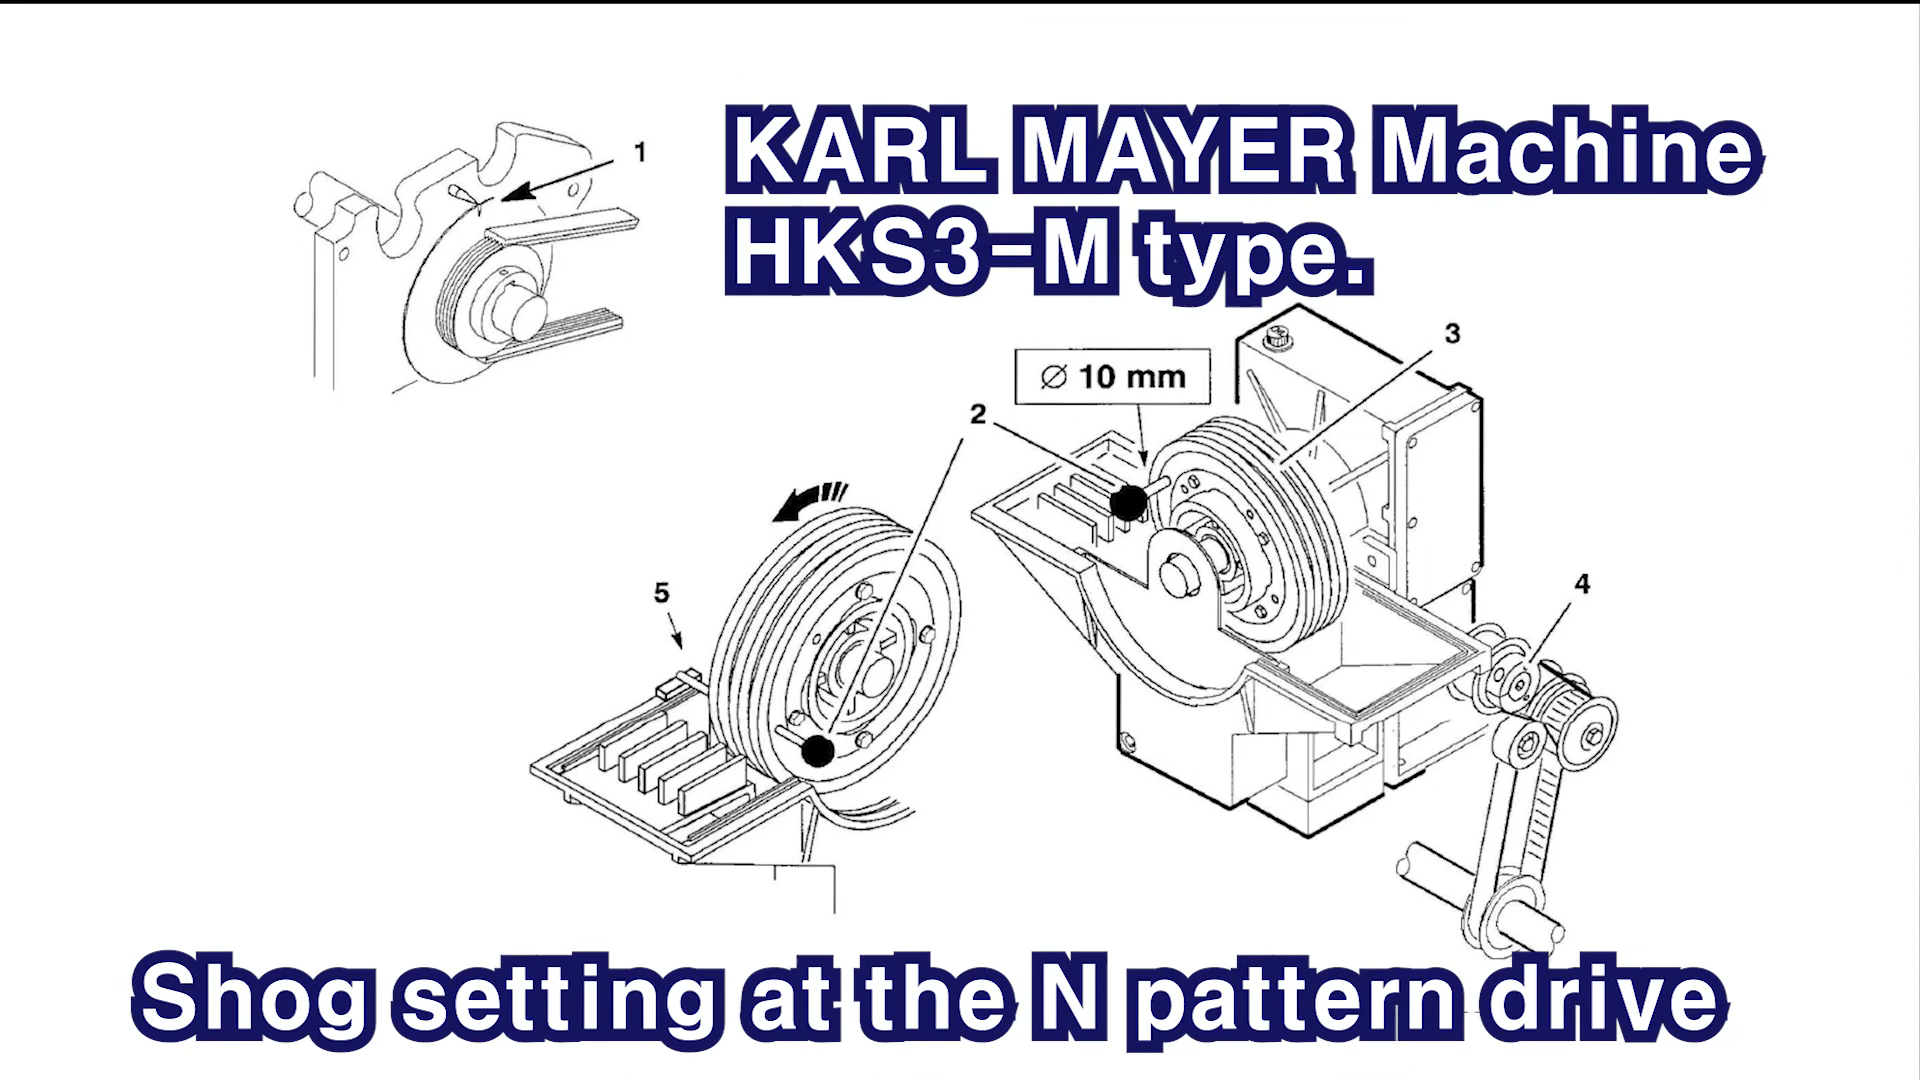 1
KARL MAYER Machine
HKS3-M type.
3
∅ 10 mm
2
4
5
Shog setting at the N pattern drive